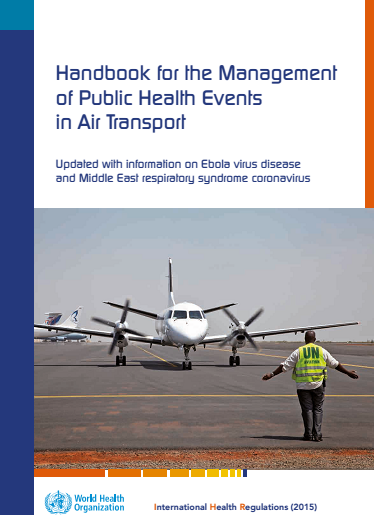 Handbook for the Management
of Public Health Events
in Air Transport
Updated with information on Ebola virus disease
and Middle East respiratory syndrome coronavirus
UN
World Health
Organization
International Health Regulations (2015)